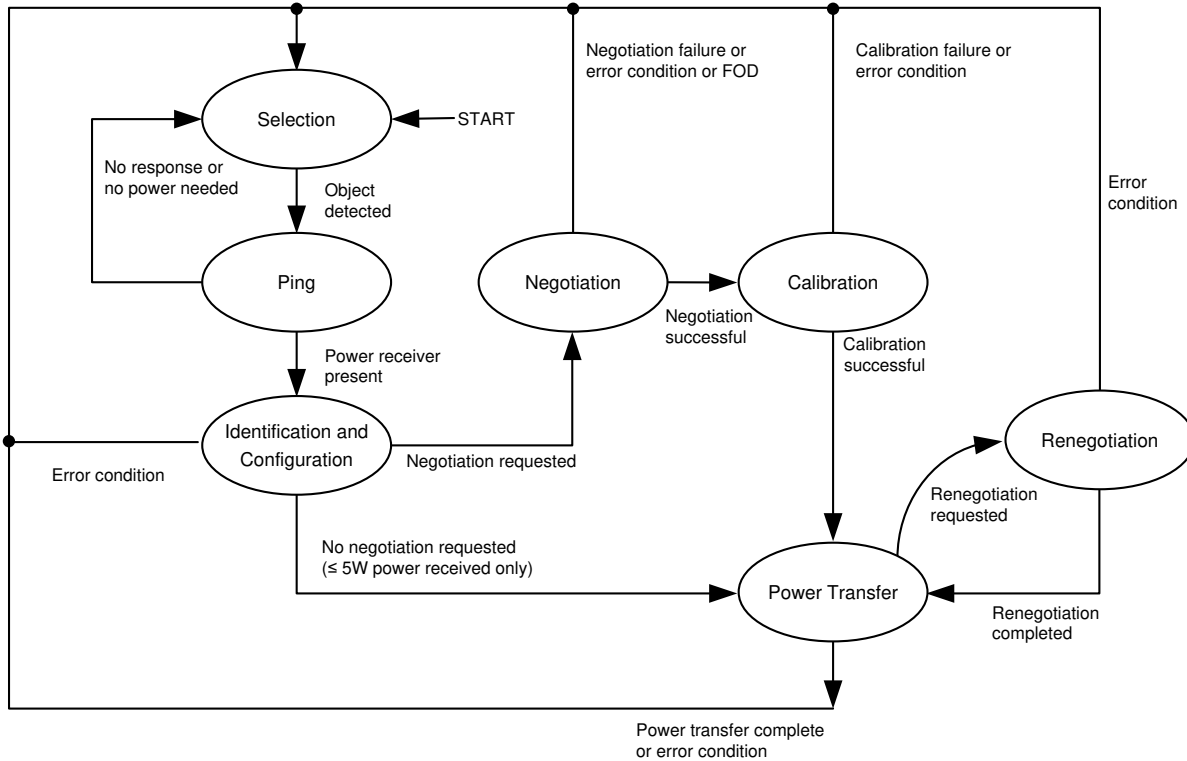 Negotiation failure or
error condition or FOD
Calibration failure or
error condition
Selection
START
No response or
no power needed
Object
detected
Error
condition
Ping
Negotiation
Calibration
Negotiation
successful
Power receiver
present
Calibration
successful
Identification and
Configuration
Renegotiation
Error condition
Negotiation requested
Renegotiation
requested
No negotiation requested
(≤ 5W power received only)
Power Transfer
Renegotiation
completed
Power transfer complete
or error condition